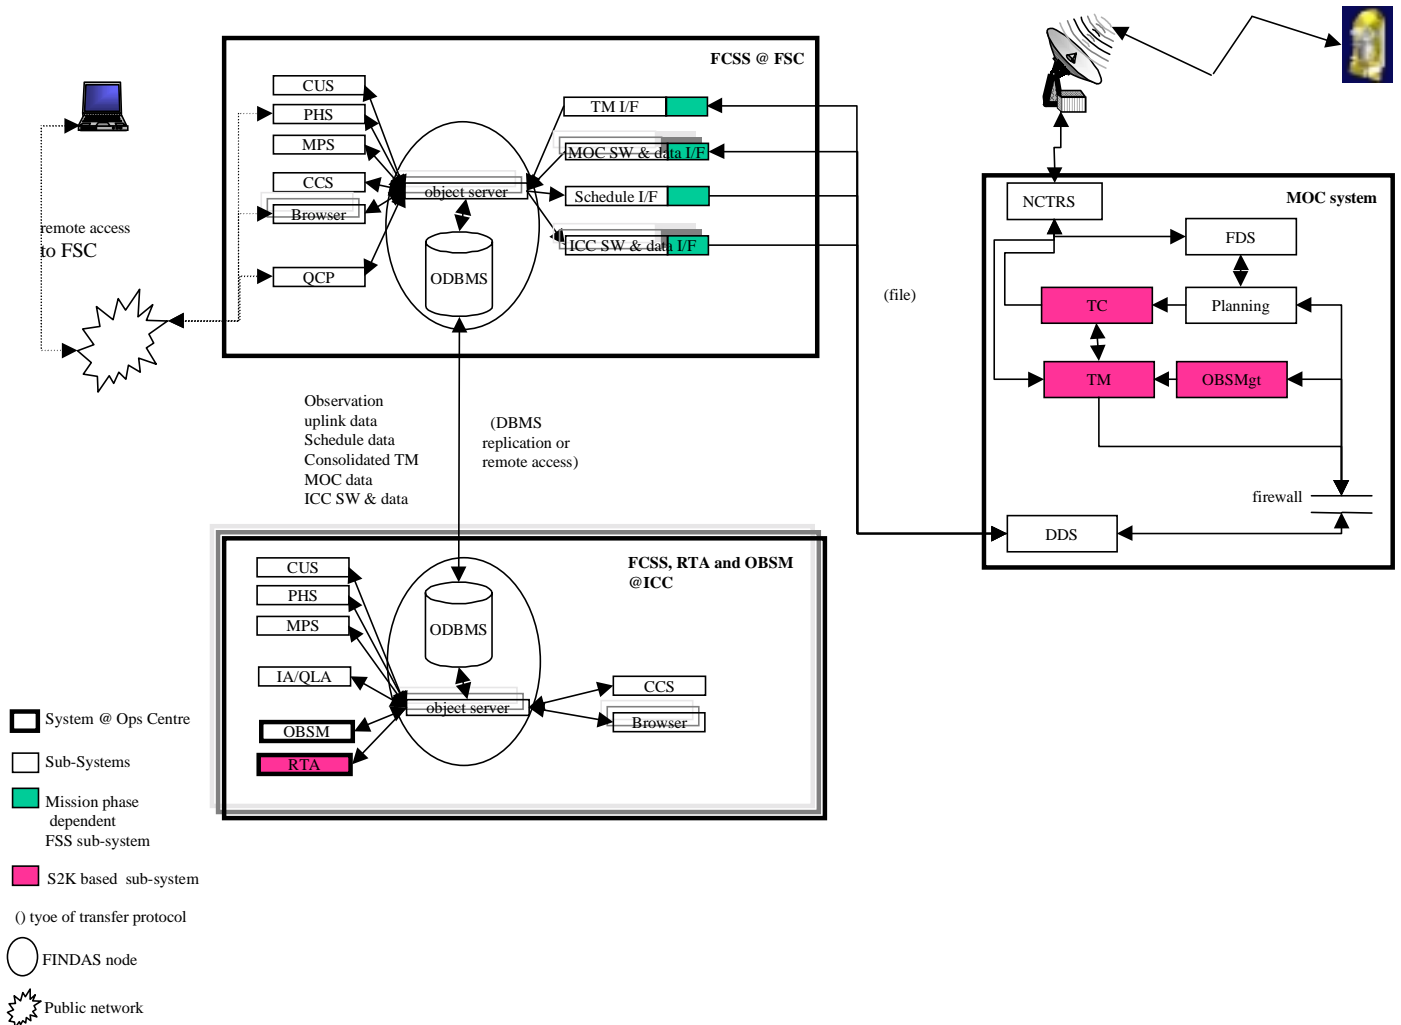 FCSS @ FSC
CUS
PHS
MPS
CCS
Browser
QCP
object server
ODBMS
TM I/F
MOC SW & data I/F
Schedule I/F
ICC SW & data I/F
remote access
to FSC
(file)
MOC system
NCTRS
FDS
TC
Planning
TM
OBSMgt
firewall
DDS
Observation
uplink data
Schedule data
Consolidated TM
MOC data
ICC SW & data
(DBMS
replication or
remote access)
FCSS, RTA and OBSM
@ICC
CUS
PHS
MPS
IA/QLA
OBSM
RTA
ODBMS
object server
CCS
Browser
System @ Ops Centre
Sub-Systems
Mission phase
dependent
FSS sub-system
S2K based sub-system
() tyoe of transfer protocol
FINDAS node
Public network